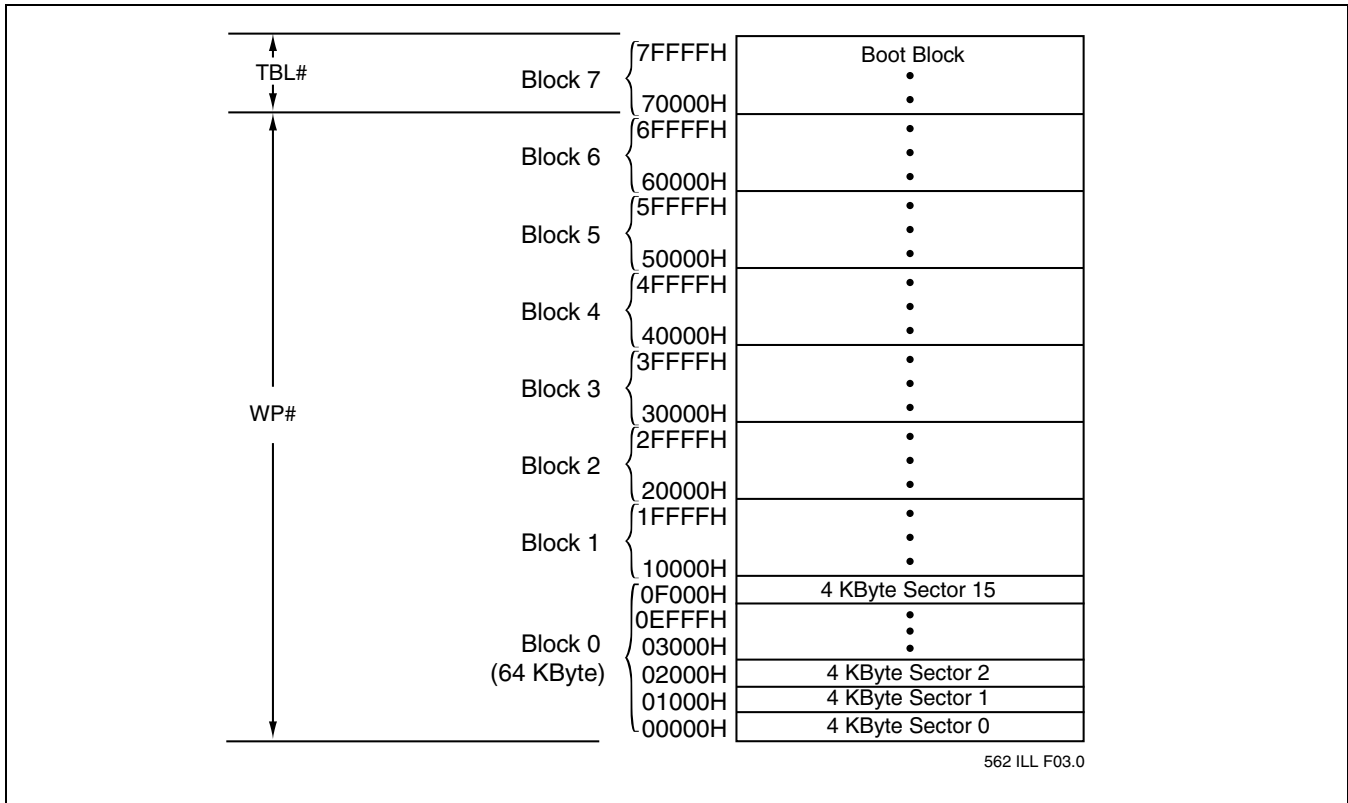 TBL#
WP#
Block 7
7FFFFH
70000H
Boot Block
Block 6
6FFFFH
60000H
Block 5
5FFFFH
50000H
Block 4
4FFFFH
40000H
Block 3
3FFFFH
30000H
Block 2
2FFFFH
20000H
Block 1
1FFFFH
10000H
Block 0
(64 KByte)
0F000H
4 KByte Sector 15
0EFFFH
03000H
02000H
4 KByte Sector 2
01000H
4 KByte Sector 1
00000H
4 KByte Sector 0
562 ILL F03.0